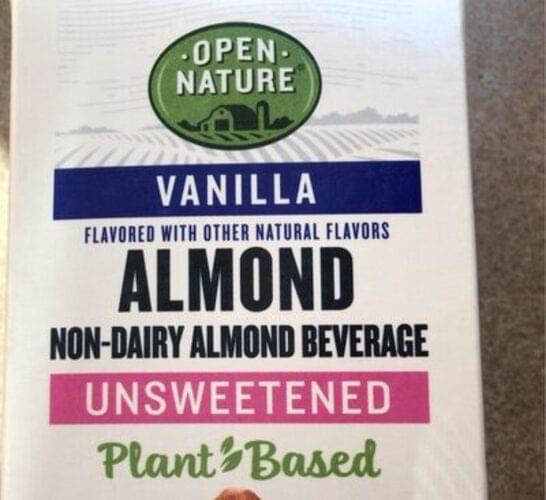 ·OPEN·
NATURE®
VANILLA
FLAVORED WITH OTHER NATURAL FLAVORS
ALMOND
NON-DAIRY ALMOND BEVERAGE
UNSWEETENED
Plant Based